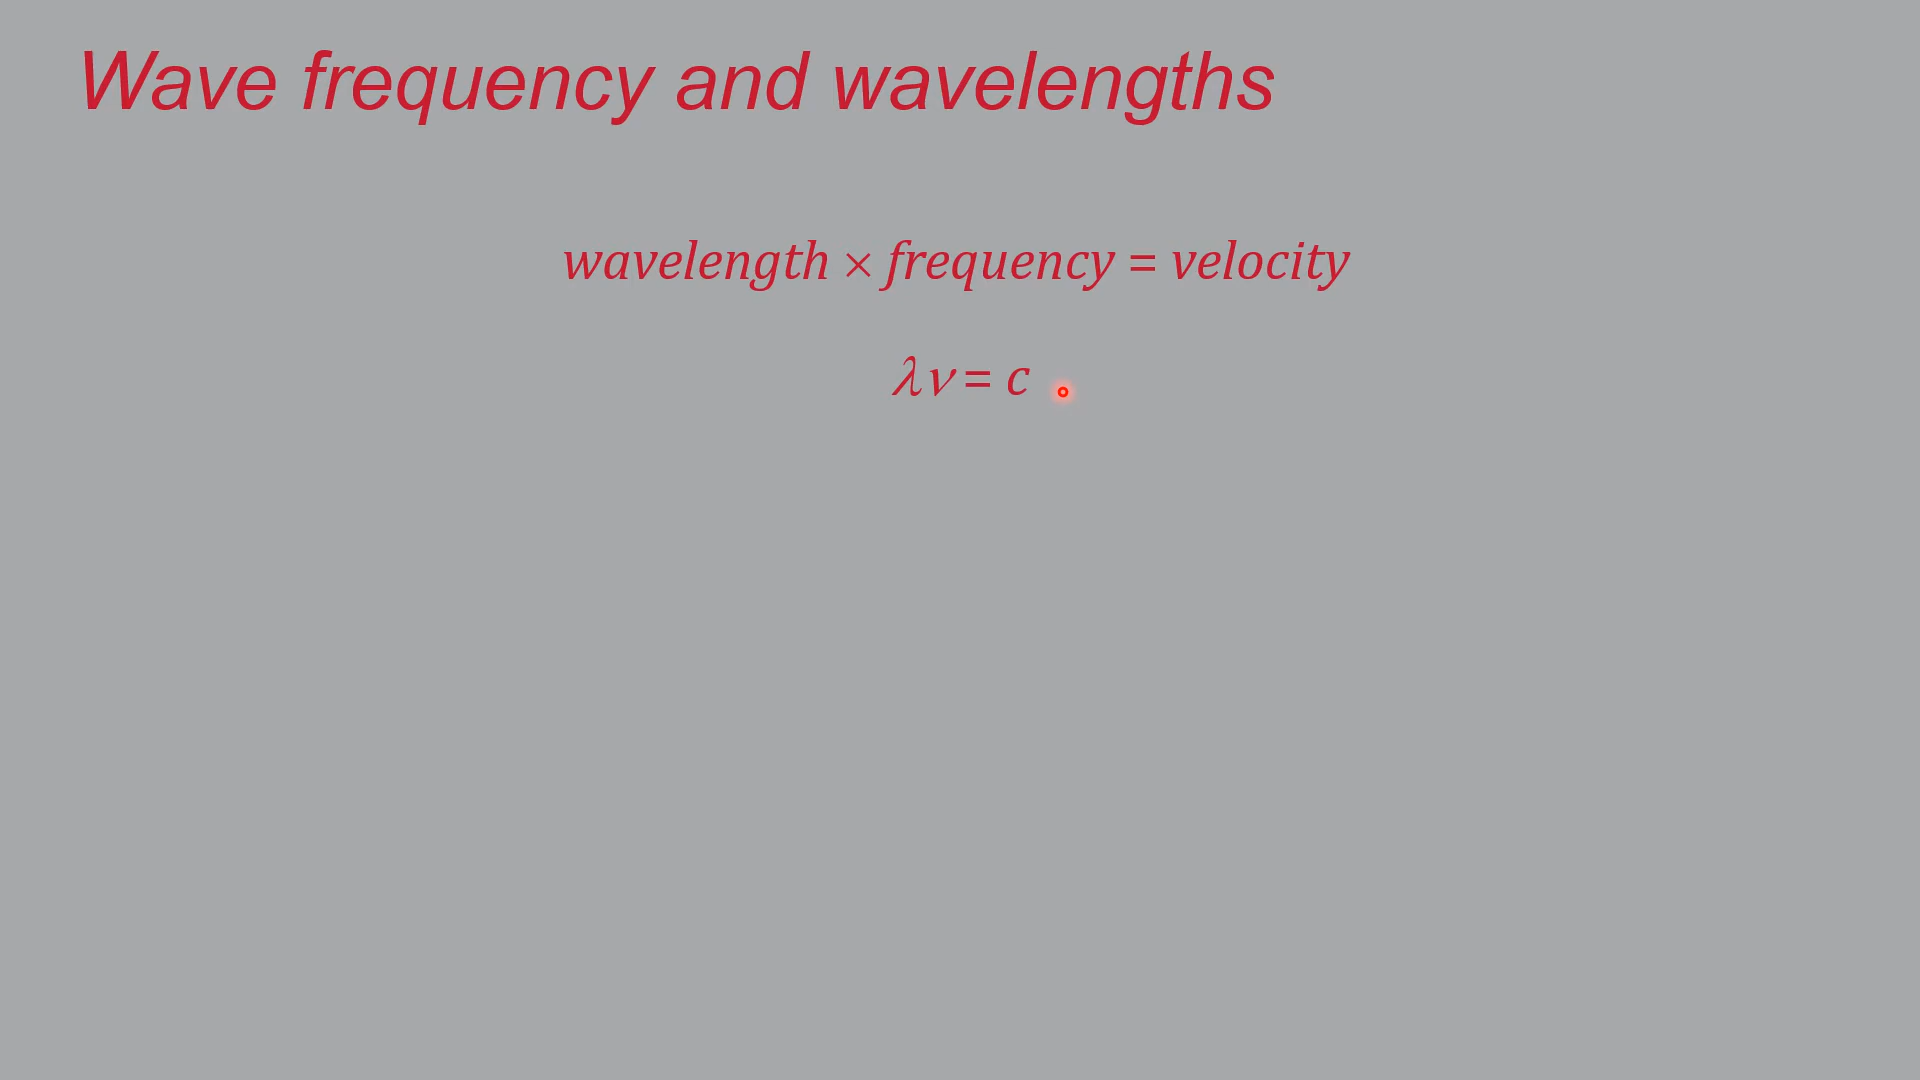 Wave frequency and wavelengths
wavelength × frequency = velocity
λν = c